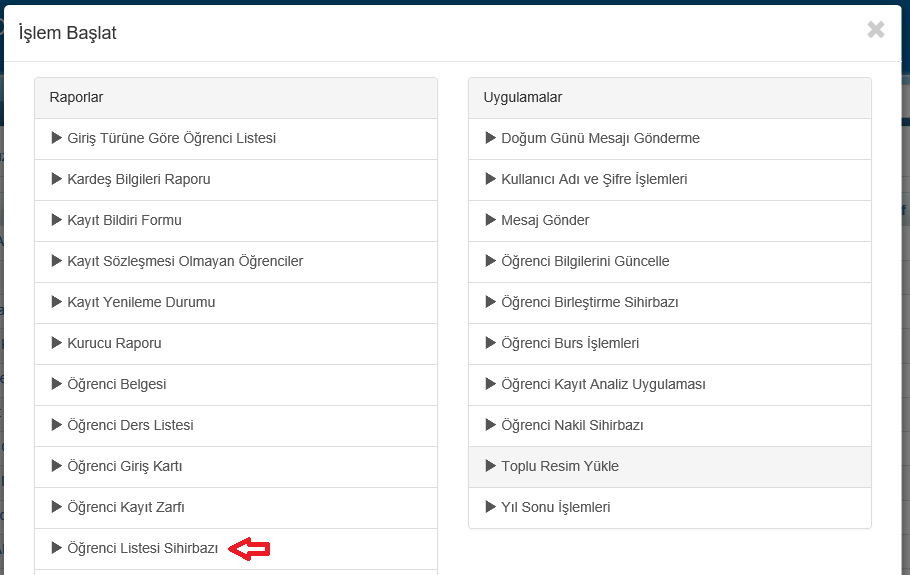 İşlem Başlat
Raporlar
Giriş Türüne Göre Öğrenci Listesi
Kardeş Bilgileri Raporu
Kayıt Bildiri Formu
Kayıt Sözleşmesi Olmayan Öğrenciler
Kayıt Yenileme Durumu
Kurucu Raporu
Öğrenci Belgesi
Öğrenci Ders Listesi
Öğrenci Giriş Kartı
Öğrenci Kayıt Zarfı
Öğrenci Listesi Sihirbazı
Uygulamalar
Doğum Günü Mesajı Gönderme
Kullanıcı Adı ve Şifre İşlemleri
Mesaj Gönder
Öğrenci Bilgilerini Güncelle
Öğrenci Birleştirme Sihirbazı
Öğrenci Burs İşlemleri
Öğrenci Kayıt Analiz Uygulaması
Öğrenci Nakil Sihirbazı
Toplu Resim Yükle
Yıl Sonu İşlemleri